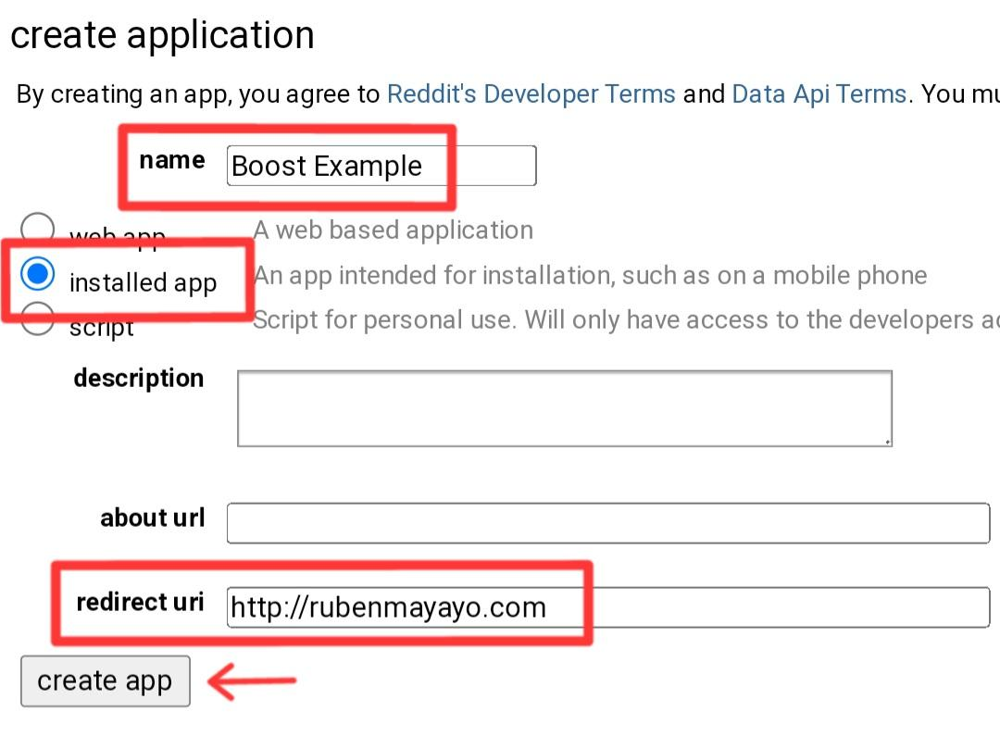 create application
By creating an app, you agree to Reddit's Developer Terms and Data Api Terms. You
name Boost Example
web app A web based application
installed app An app intended for installation, such as on a mobile phone
script Script for personal use. Will only have access to the developers
description
about url
redirect uri http://rubenmayayo.com
create app